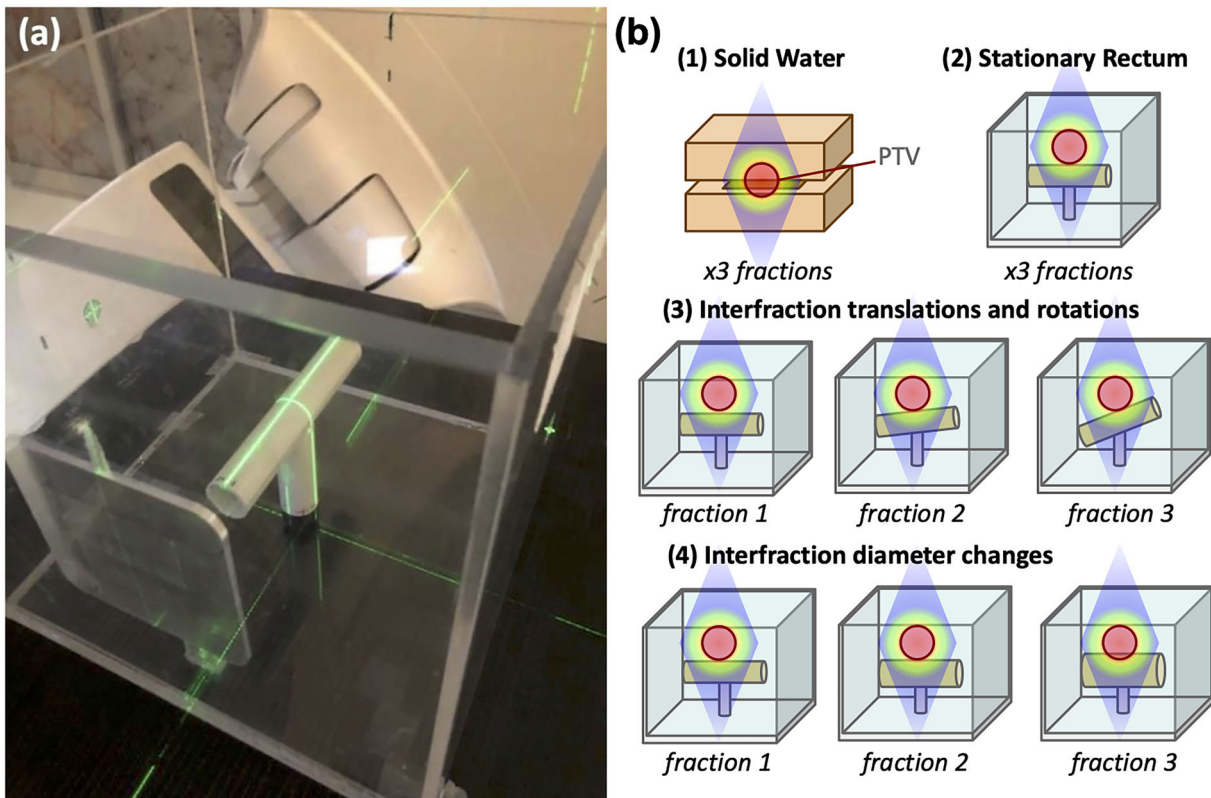 (a)
(b)
(1) Solid Water
(2) Stationary Rectum
PTV
x3 fractions
x3 fractions
(3) Interfraction translations and rotations
fraction 1
fraction 2
fraction 3
(4) Interfraction diameter changes
fraction 1
fraction 2
fraction 3